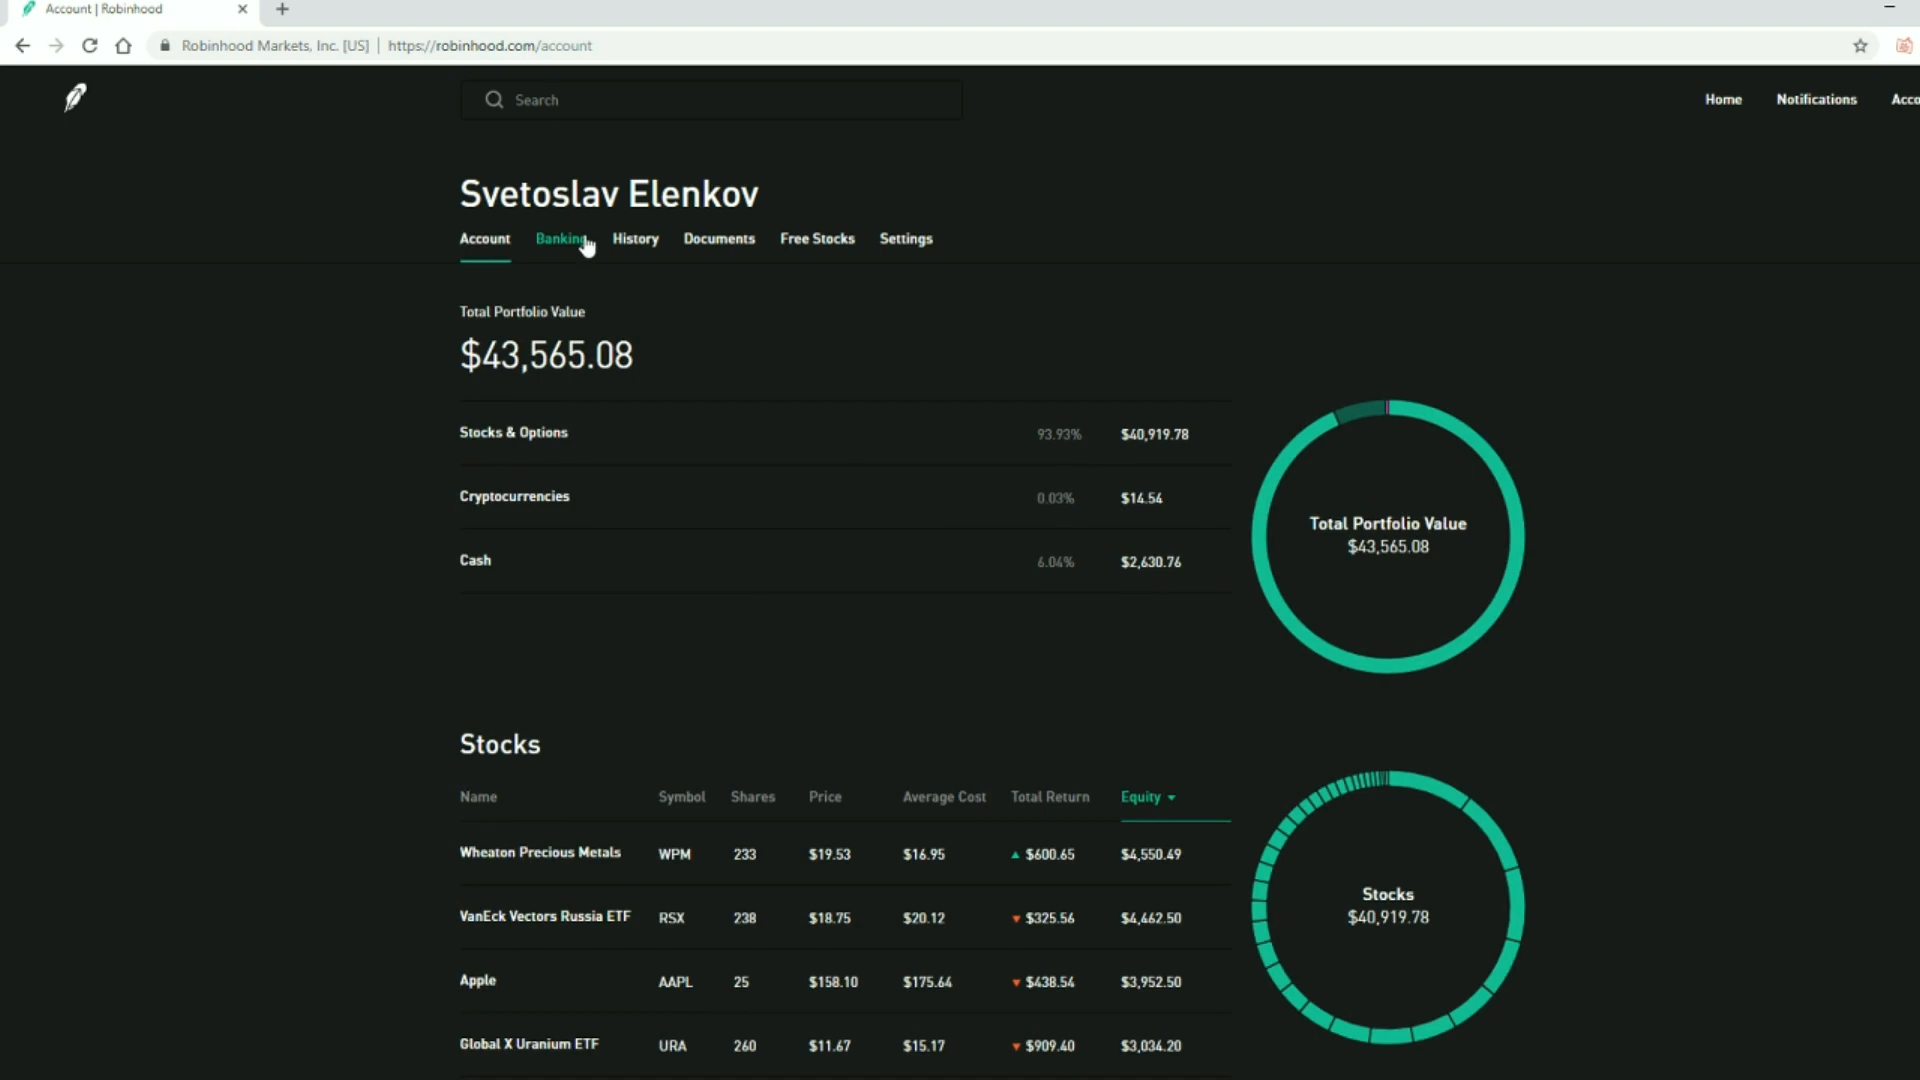 Account | Robinhood
Robinhood Markets, Inc. [US] | https://robinhood.com/account
Search
Home Notifications
Svetoslav Elenkov
Account Banking History Documents Free Stocks Settings
Total Portfolio Value
$43,565.08
Stocks & Options 93.93% $40,919.78
Cryptocurrencies 0.03% $14.54
Cash 6.04% $2,630.76
Total Portfolio Value
$43,565.08
Stocks
Name Symbol Shares Price Average Cost Total Return Equity
Wheaton Precious Metals WPM 233 $19.53 $16.95 $600.65 $4,550.49
VanEck Vectors Russia ETF RSX 238 $18.75 $20.12 $325.56 $4,462.50
Apple AAPL 25 $158.10 $175.64 $438.54 $3,952.50
Global X Uranium ETF URA 260 $11.67 $15.17 $909.40 $3,034.20
Stocks
$40,919.78